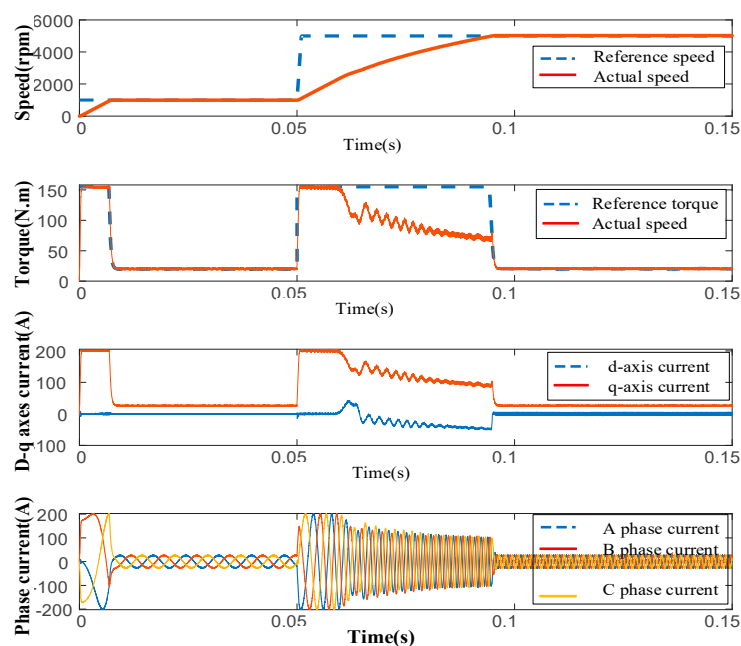 Speed(rpm)
6000
4000
2000
0
Reference speed
Actual speed
0
0.05
0.1
0.15
Time(s)
Torque(N.m)
150
100
50
0
Reference torque
Actual speed
0
0.05
0.1
0.15
Time(s)
D-q axes current(A)
200
100
0
-100
d-axis current
q-axis current
0
0.05
0.1
0.15
Time(s)
Phase current(A)
200
100
0
-100
-200
A phase current
B phase current
C phase current
0
0.05
0.1
0.15
Time(s)